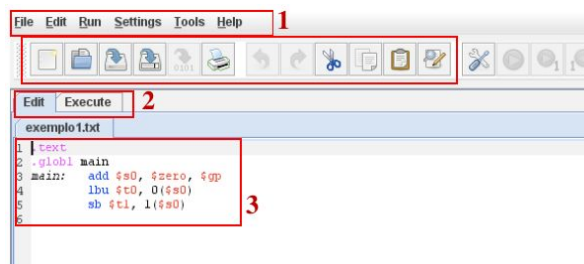 File Edit Run Settings Tools Help 1
Edit Execute 2
exemplo1.txt
1 .text
2 .globl main
3 main: add $s0, $zero, $gp
4 lbu $t0, 0($s0)
5 sb $t1, 1($s0)
6
3